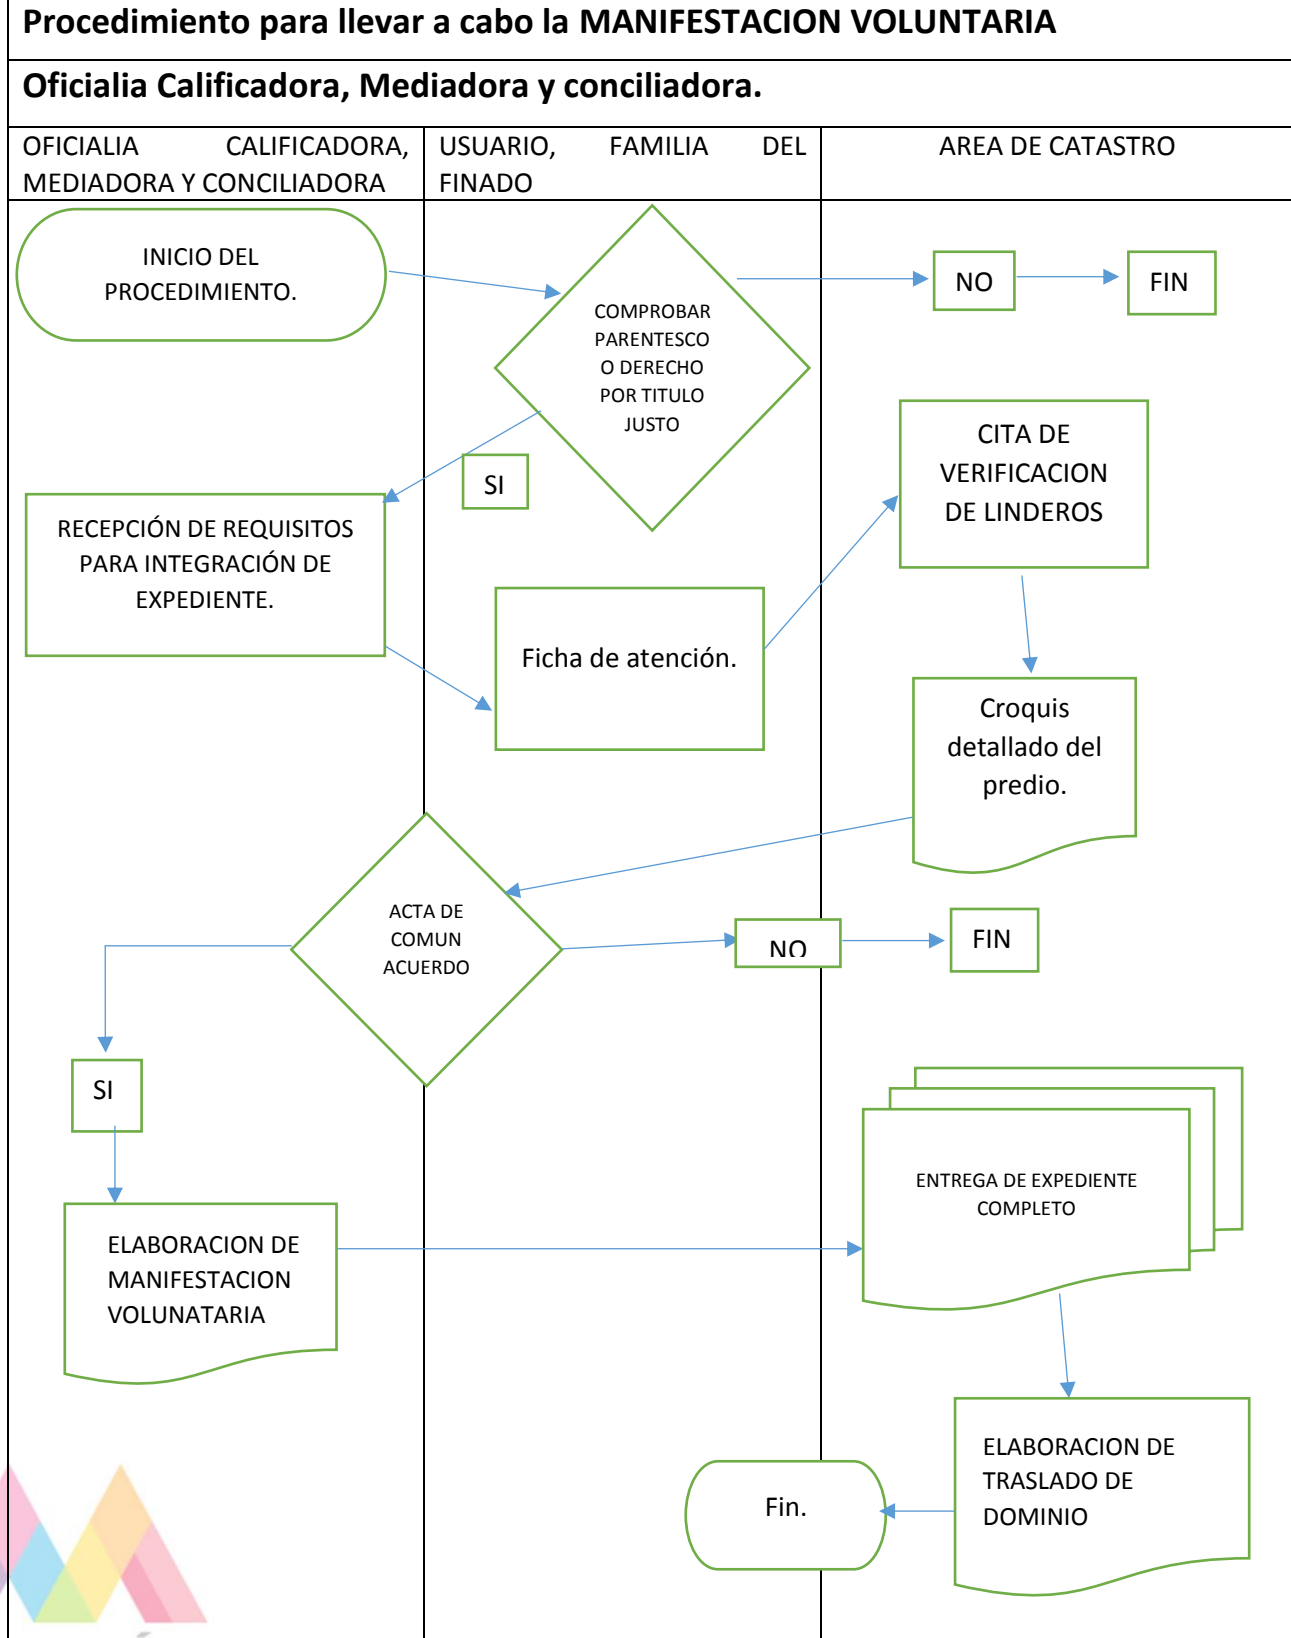 Procedimiento para llevar a cabo la MANIFESTACION VOLUNTARIA
Oficialia Calificadora, Mediadora y conciliadora.
OFICIALIA CALIFICADORA,
MEDIADORA Y CONCILIADORA
USUARIO, FAMILIA DEL
FINADO
AREA DE CATASTRO
INICIO DEL
PROCEDIMIENTO.
COMPROBAR
PARENTESCO
O DERECHO
POR TITULO
JUSTO
NO
FIN
SI
CITA DE
VERIFICACION
DE LINDEROS
RECEPCIÓN DE REQUISITOS
PARA INTEGRACIÓN DE
EXPEDIENTE.
Ficha de atención.
Croquis
detallado del
predio.
ACTA DE
COMUN
ACUERDO
NO
FIN
SI
ENTREGA DE EXPEDIENTE
COMPLETO
ELABORACION DE
MANIFESTACION
VOLUNATARIA
ELABORACION DE
TRASLADO DE
DOMINIO
Fin.